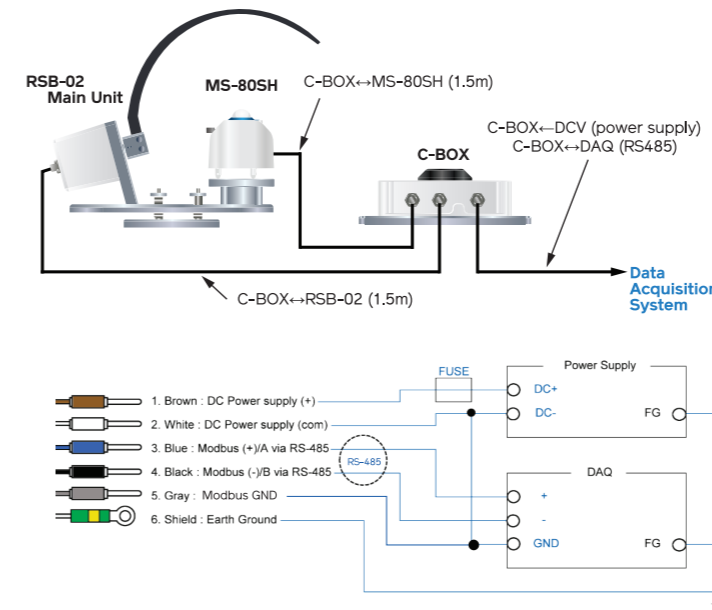 RSB-02
Main Unit
MS-80SH
C-BOX↔MS-80SH (1.5m)
C-BOX←DCV (power supply)
C-BOX↔DAQ (RS485)
C-BOX
Data
Acquisition
System
C-BOX↔RSB-02 (1.5m)
FUSE
Power Supply
DC+
DC-
FG
1. Brown : DC Power supply (+)
2. White : DC Power supply (com)
3. Blue : Modbus (+)/A via RS-485
4. Black : Modbus (-)/B via RS-485
5. Gray : Modbus GND
6. Shield : Earth Ground
RS-485
DAQ
+
-
GND
FG